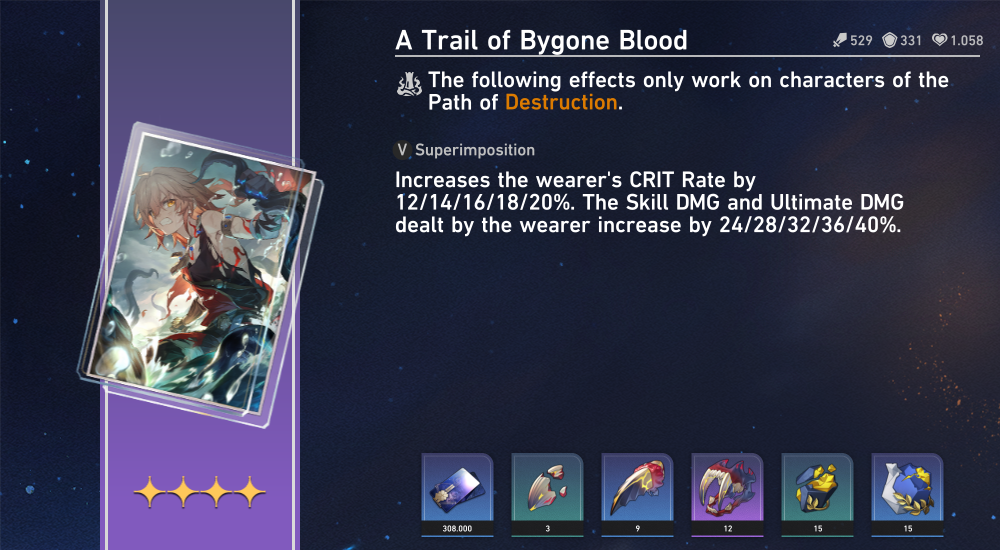 A Trail of Bygone Blood
529 331 1.058
The following effects only work on characters of the
Path of Destruction.
V Superimposition
Increases the wearer's CRIT Rate by
12/14/16/18/20%. The Skill DMG and Ultimate DMG
dealt by the wearer increase by 24/28/32/36/40%.
308.000 3 9 12 15 15